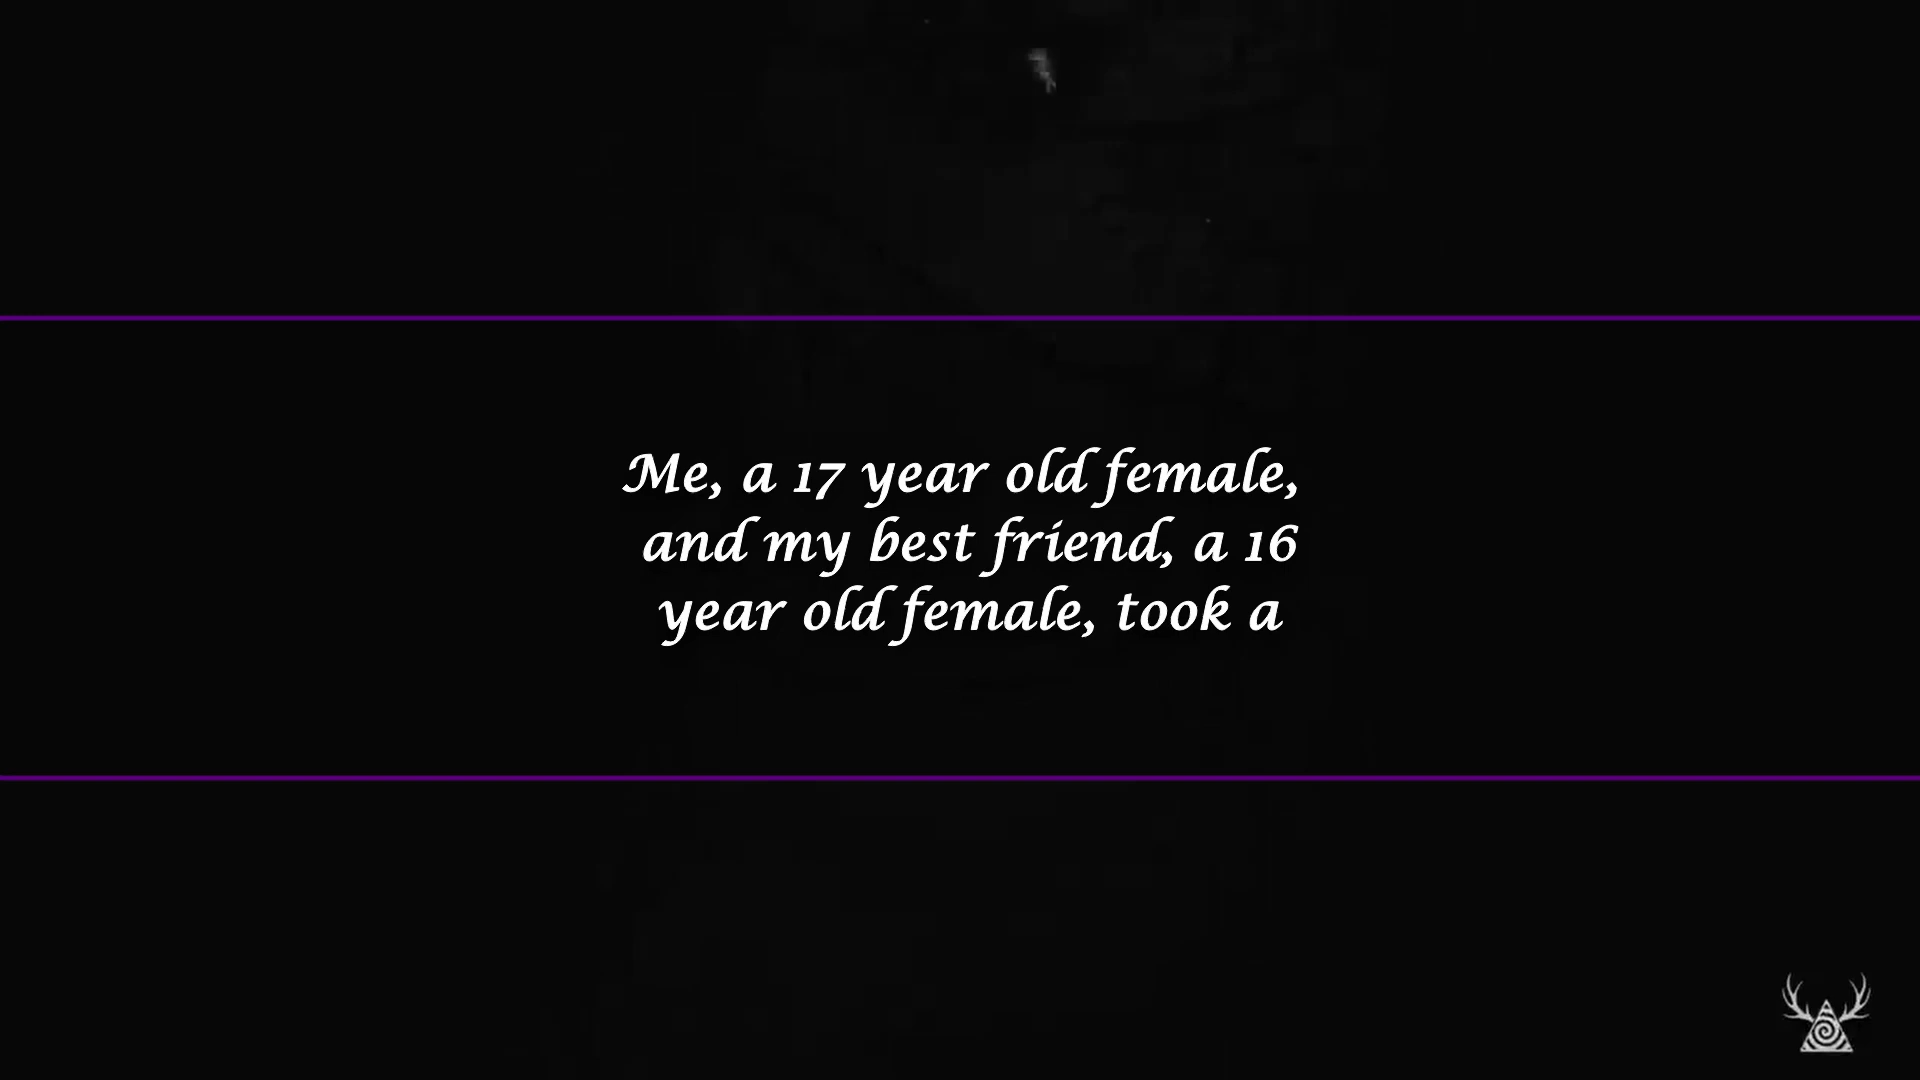 Me, a 17 year old female,
and my best friend, a 16
year old female, took a